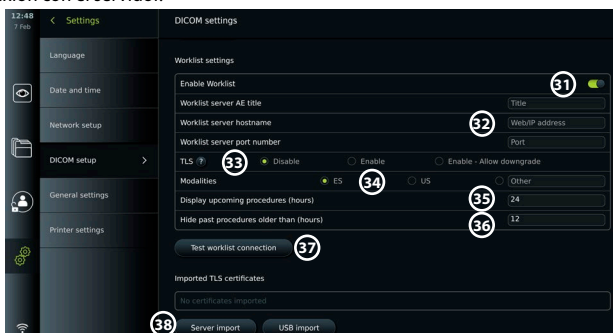 12:48
7 Feb
Settings
DICOM settings
Language
Date and time
Network setup
DICOM setup
General settings
Printer settings
Worklist settings
Enable Worklist
31
Worklist server AE title
Title
Worklist server hostname
32
Web/IP address
Worklist server port number
Port
TLS ?
33
Disable
Enable
Enable - Allow downgrade
Modalities
ES
34
US
Other
Display upcoming procedures (hours)
35
24
Hide past procedures older than (hours)
36
12
Test worklist connection
37
Imported TLS certificates
No certificates imported
38
Server import
USB import